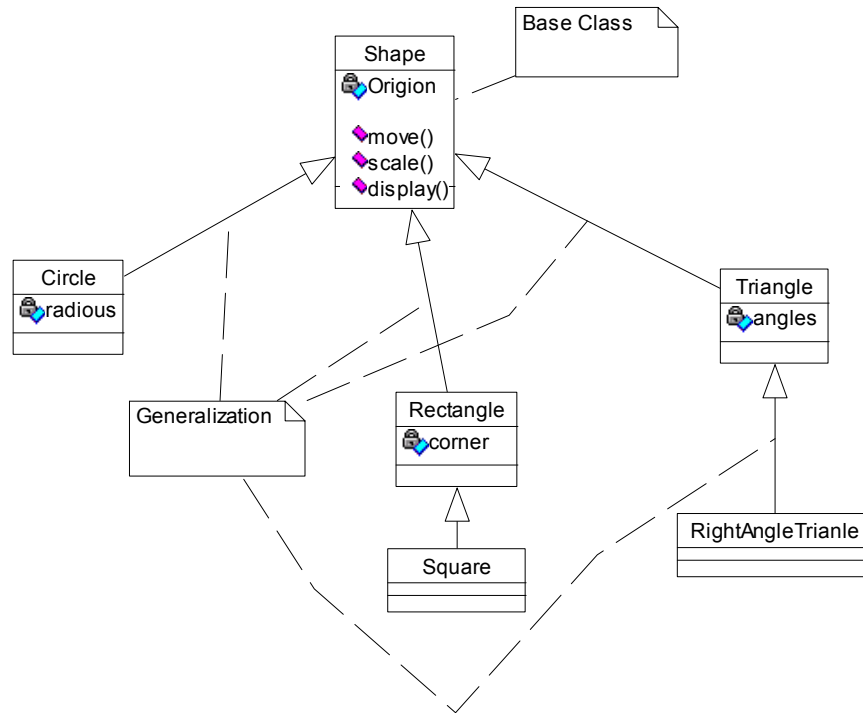 Base Class
Shape
Origion
move()
scale()
display()
Circle
radious
Triangle
angles
Generalization
Rectangle
corner
Square
RightAngleTrianle